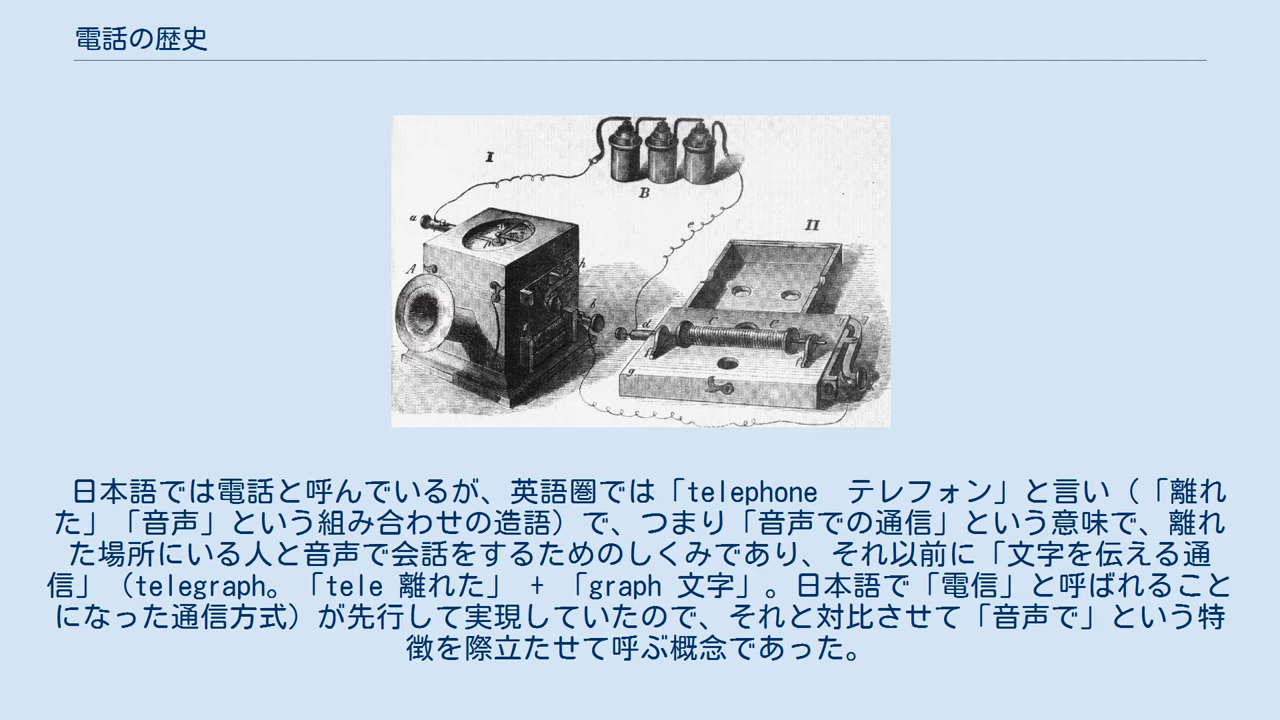 電話の歴史
I
B
II
a
A
h
b
d
C
C
f
g
日本語では電話と呼んでいるが、英語圏では「telephone　テレフォン」と言い（「離れ
た」「音声」という組み合わせの造語）で、つまり「音声での通信」という意味で、離れ
た場所にいる人と音声で会話をするためのしくみであり、それ以前に「文字を伝える通
信」（telegraph。「tele 離れた」 + 「graph 文字」。日本語で「電信」と呼ばれること
になった通信方式）が先行して実現していたので、それと対比させて「音声で」という特
徴を際立たせて呼ぶ概念であった。